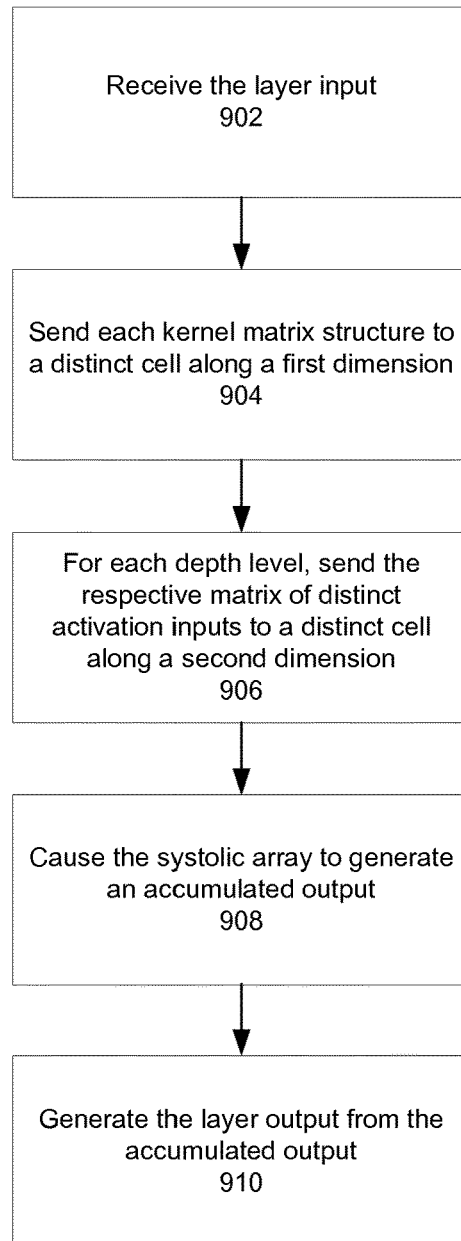 Receive the layer input
902
Send each kernel matrix structure to
a distinct cell along a first dimension
904
For each depth level, send the
respective matrix of distinct
activation inputs to a distinct cell
along a second dimension
906
Cause the systolic array to generate
an accumulated output
908
Generate the layer output from the
accumulated output
910